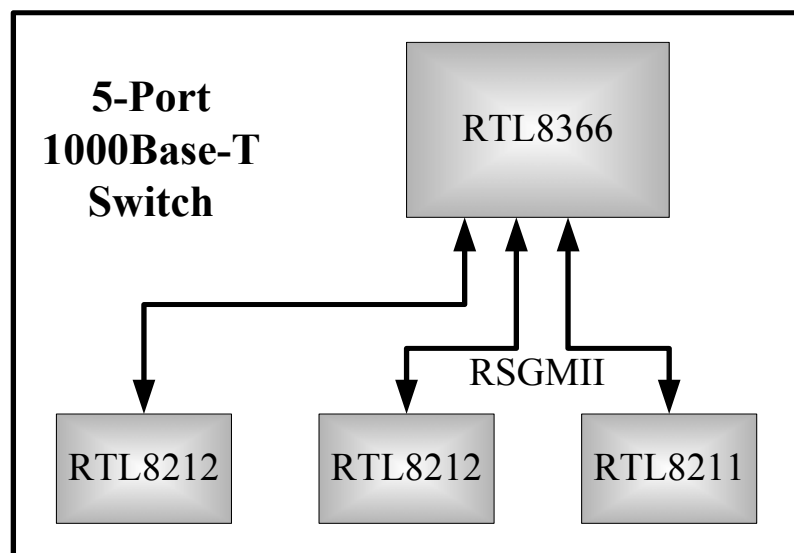 5-Port
1000Base-T
Switch
RTL8366
RSGMII
RTL8212
RTL8212
RTL8211